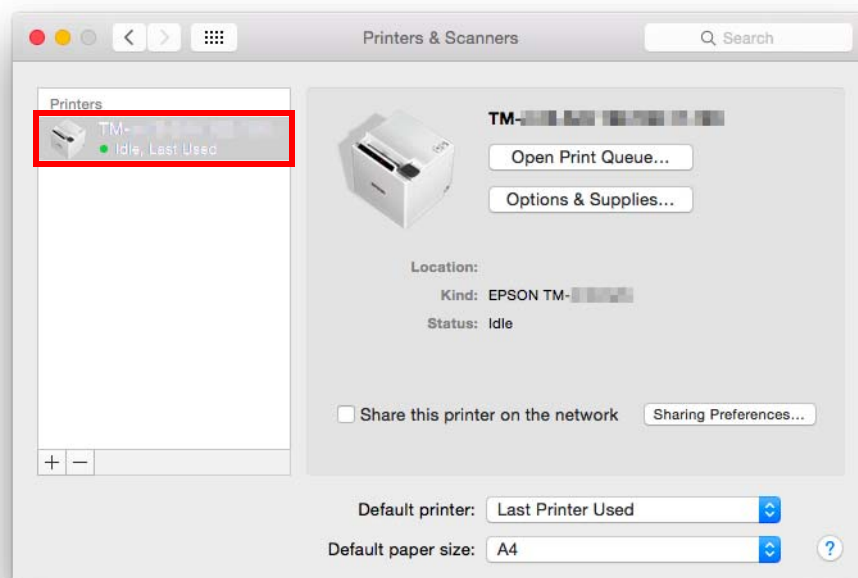 Printers & Scanners
Search
Printers
TM-
Idle, Last Used
TM-
Open Print Queue...
Options & Supplies...
Location:
Kind: EPSON TM-
Status: Idle
Share this printer on the network
Sharing Preferences...
+ −
Default printer: Last Printer Used
Default paper size: A4
?
EPSON